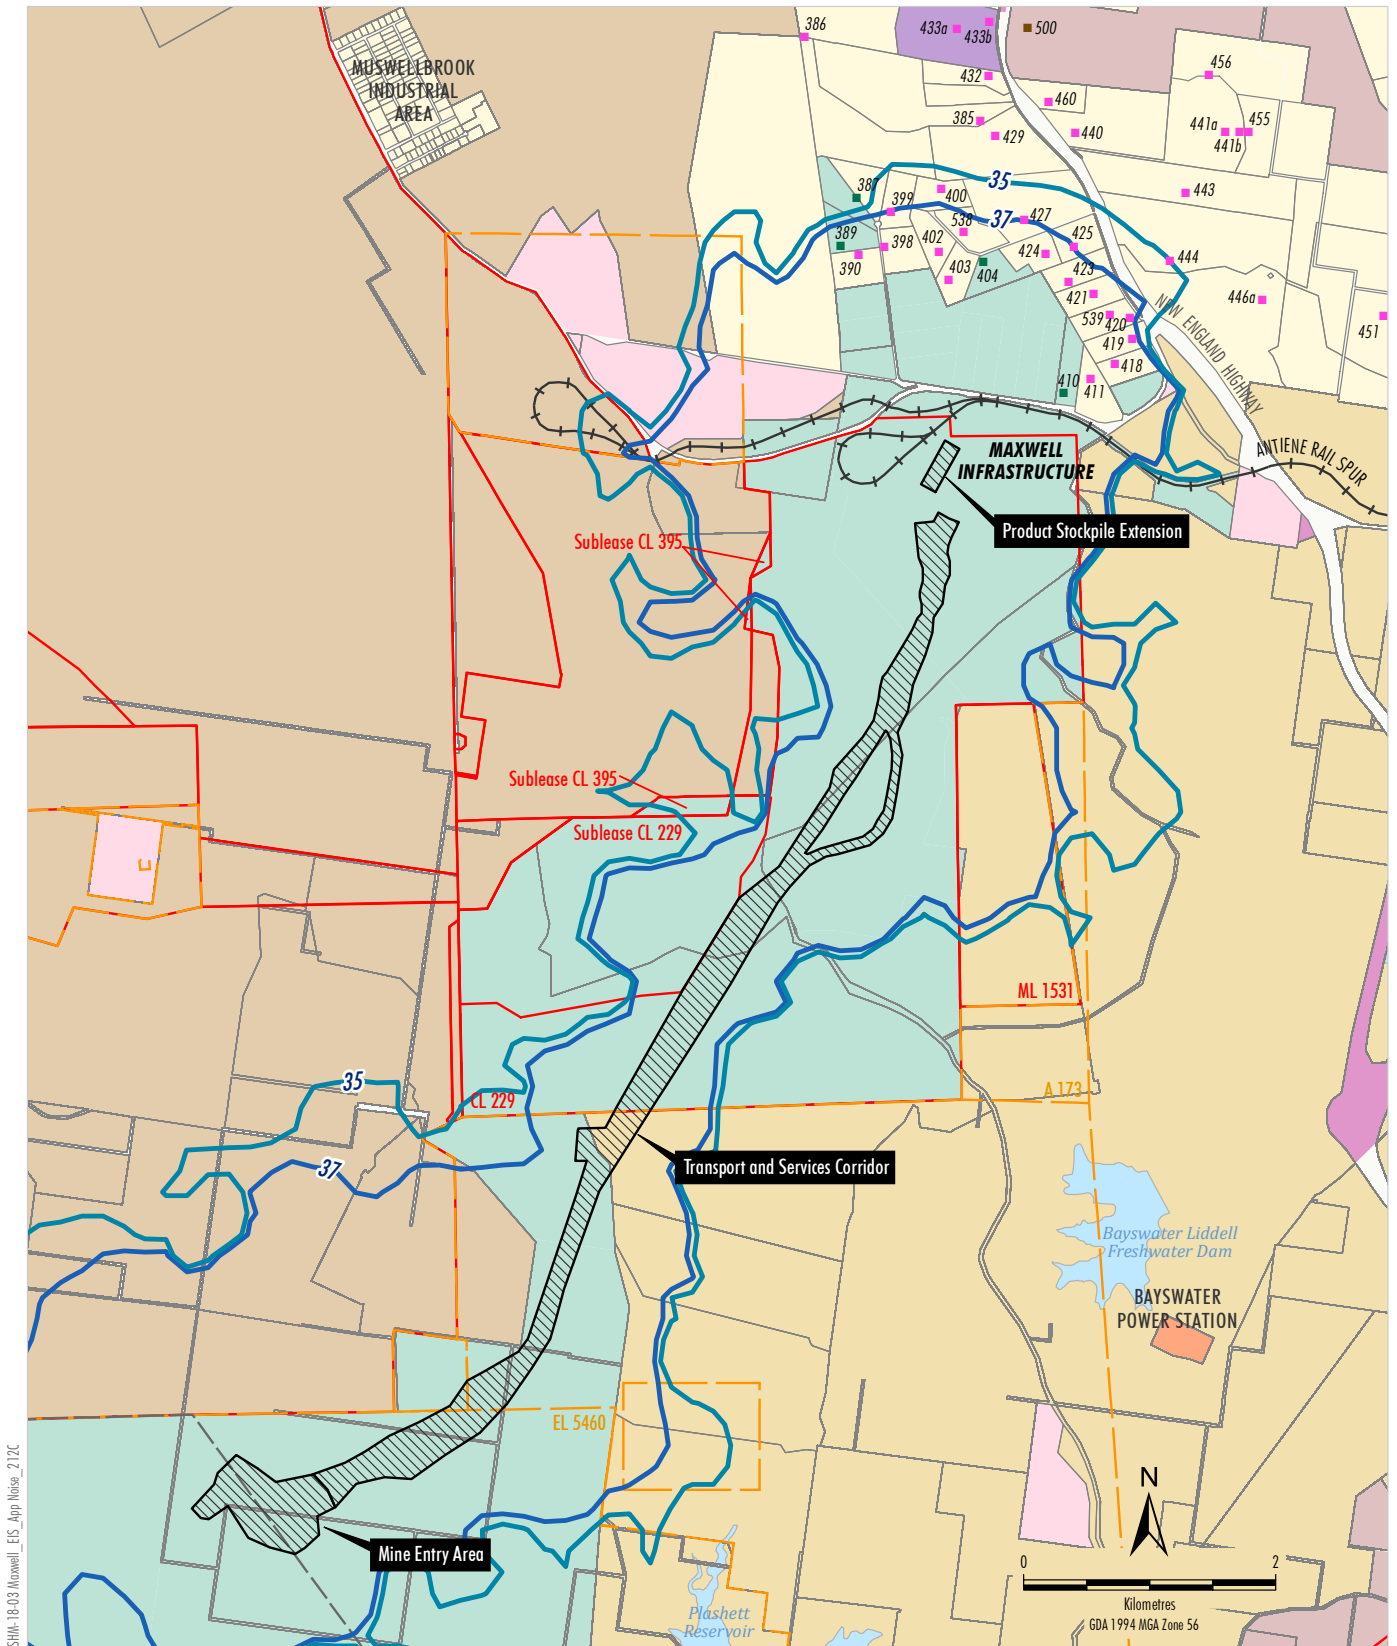 386
433a
433b
500
MUSWELLBROOK
INDUSTRIAL
AREA
432
456
460
385
429
440
441a
441b
455
387
399
400
35
443
389
390
398
402
538
37
427
425
424
403
404
423
444
421
446a
451
539
420
419
418
410
411
NEW ENGLAND HIGHWAY
ANTIENE RAIL SPUR
MAXWELL
INFRASTRUCTURE
Product Stockpile Extension
Sublease CL 395
Sublease CL 395
Sublease CL 229
ML 1531
35
CL 229
A 173
37
Transport and Services Corridor
Bayswater Liddell
Freshwater Dam
BAYSWATER
POWER STATION
EL 5460
Mine Entry Area
Plashett
Reservoir
N
0
2
Kilometres
GDA 1994 MGA Zone 56
SHM-18-03 Maxwell_EIS_App Noise_212C